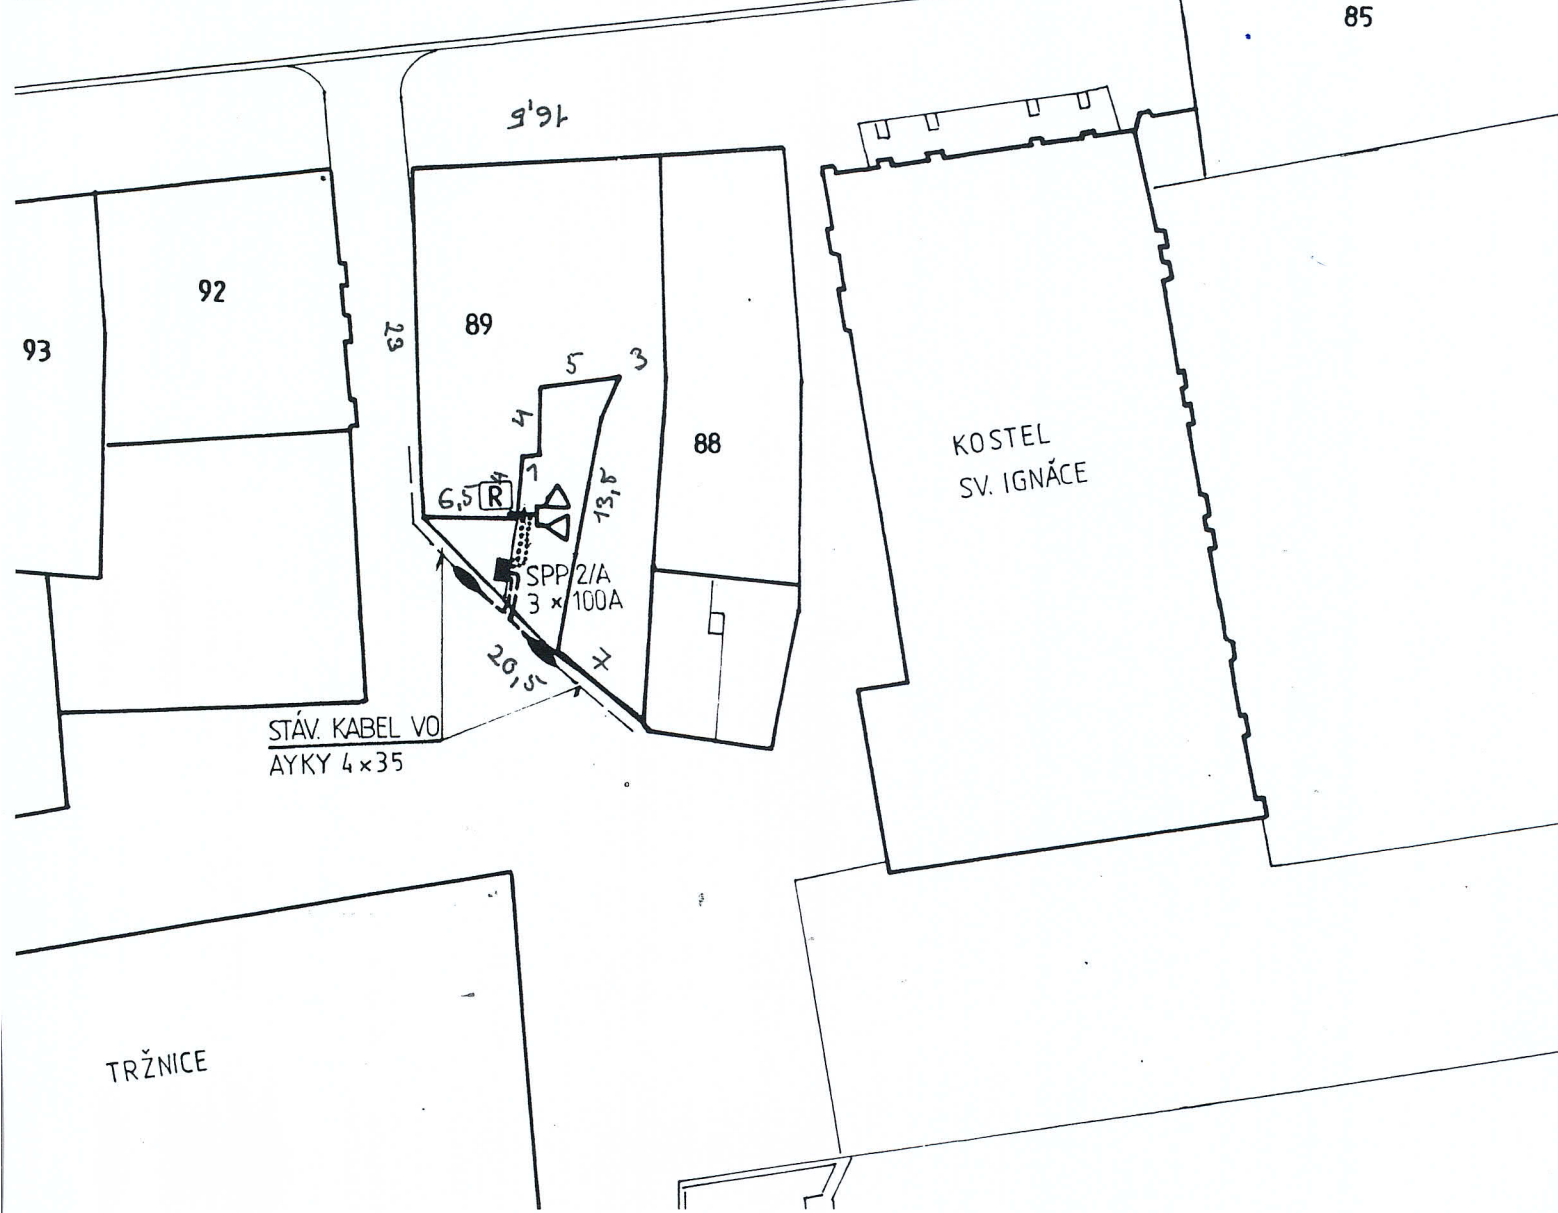 85
16,5
92
93
89
23
5
3
4
88
KOSTEL
SV. IGNÁCE
1
4
6,5
R
13,8
SPP 2/A
3 x 100A
7
20,5
STÁV. KABEL VO
AYKY 4x35
TRŽNICE